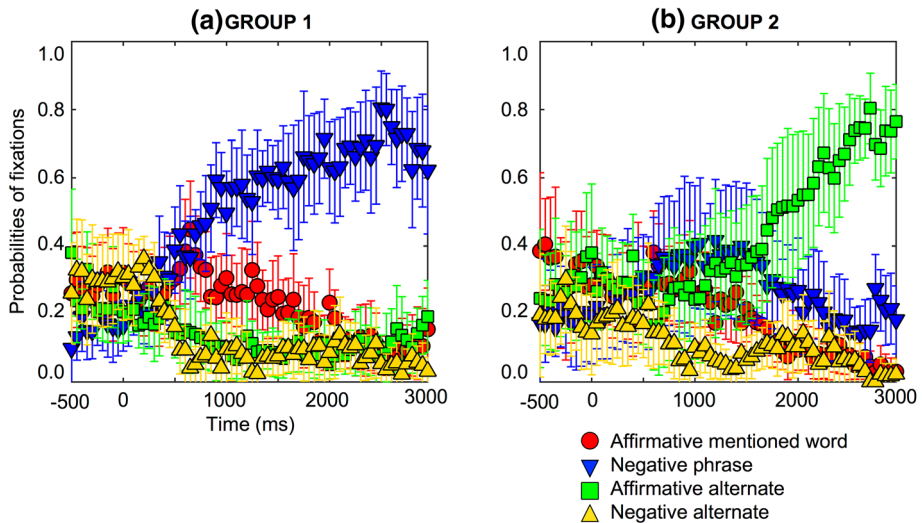 (a) GROUP 1
(b) GROUP 2
Probabilities of fixations
1.0
0.8
0.6
0.4
0.2
0.0
-500 0 1000 2000 3000
Time (ms)
1.0
0.8
0.6
0.4
0.2
0.0
-500 0 1000 2000 3000
Affirmative mentioned word
Negative phrase
Affirmative alternate
Negative alternate